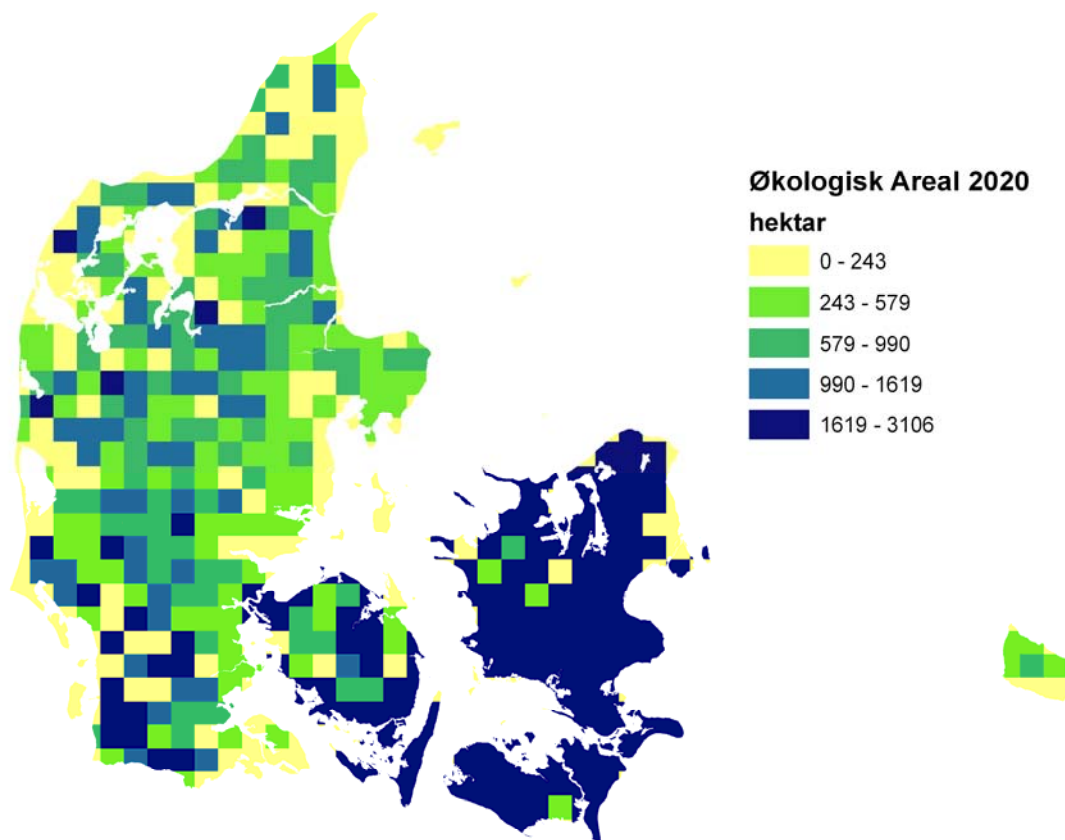 Økologisk Areal 2020
hektar
0 - 243
243 - 579
579 - 990
990 - 1619
1619 - 3106